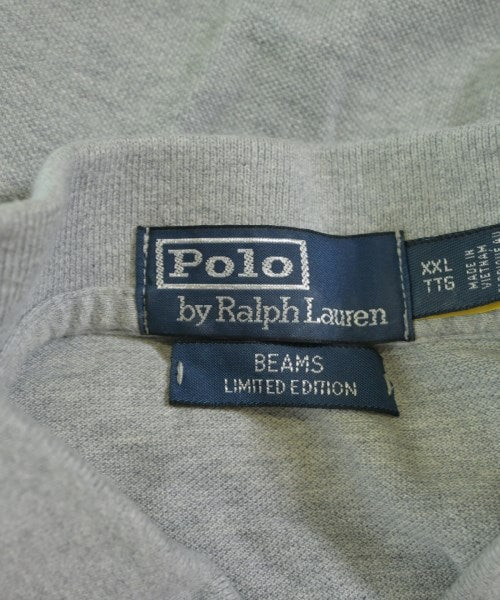 Polo
by Ralph Lauren
XXL
TTG
MADE IN
VIETNAM
BEAMS
LIMITED EDITION